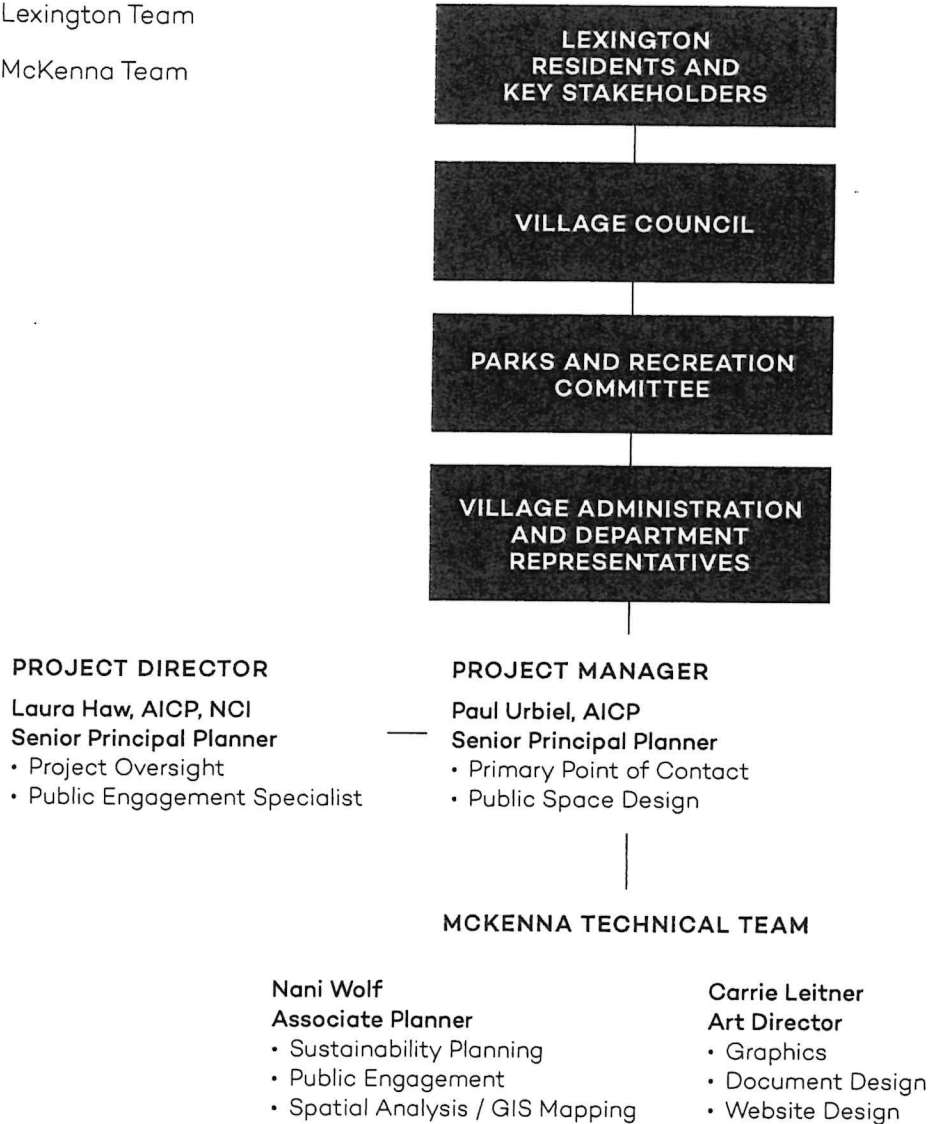 Lexington Team
McKenna Team
LEXINGTON
RESIDENTS AND
KEY STAKEHOLDERS
VILLAGE COUNCIL
PARKS AND RECREATION
COMMITTEE
VILLAGE ADMINISTRATION
AND DEPARTMENT
REPRESENTATIVES
PROJECT DIRECTOR
Laura Haw, AICP, NCI
Senior Principal Planner
• Project Oversight
• Public Engagement Specialist
PROJECT MANAGER
Paul Urbiel, AICP
Senior Principal Planner
• Primary Point of Contact
• Public Space Design
MCKENNA TECHNICAL TEAM
Nani Wolf
Associate Planner
• Sustainability Planning
• Public Engagement
• Spatial Analysis / GIS Mapping
Carrie Leitner
Art Director
• Graphics
• Document Design
• Website Design